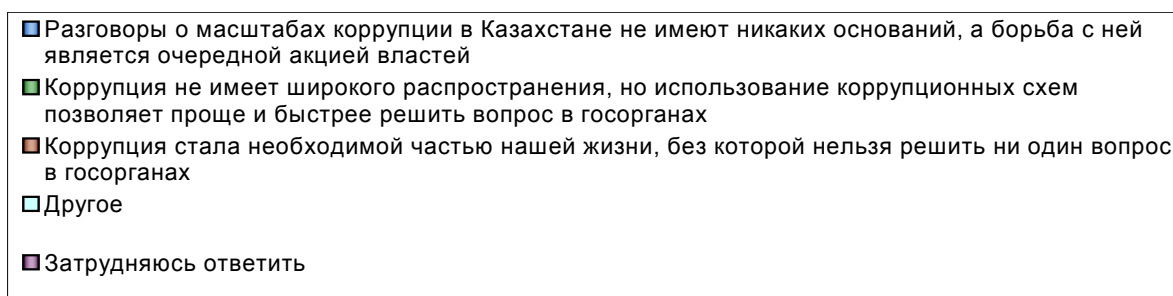 Разговоры о масштабах коррупции в Казахстане не имеют никаких оснований, а борьба с ней
является очередной акцией властей
Коррупция не имеет широкого распространения, но использование коррупционных схем
позволяет проще и быстрее решить вопрос в госорганах
Коррупция стала необходимой частью нашей жизни, без которой нельзя решить ни один вопрос
в госорганах
Другое
Затрудняюсь ответить